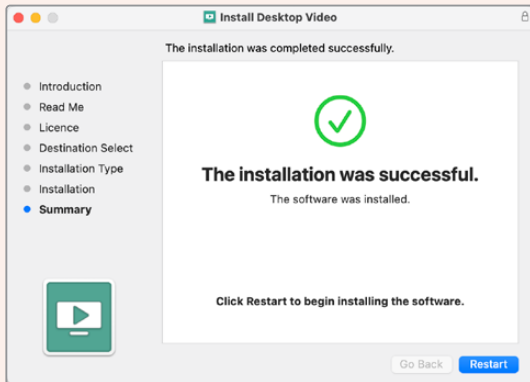 Install Desktop Video
The installation was completed successfully.
Introduction
Read Me
Licence
Destination Select
Installation Type
Installation
Summary
The installation was successful.
The software was installed.
Click Restart to begin installing the software.
Go Back
Restart